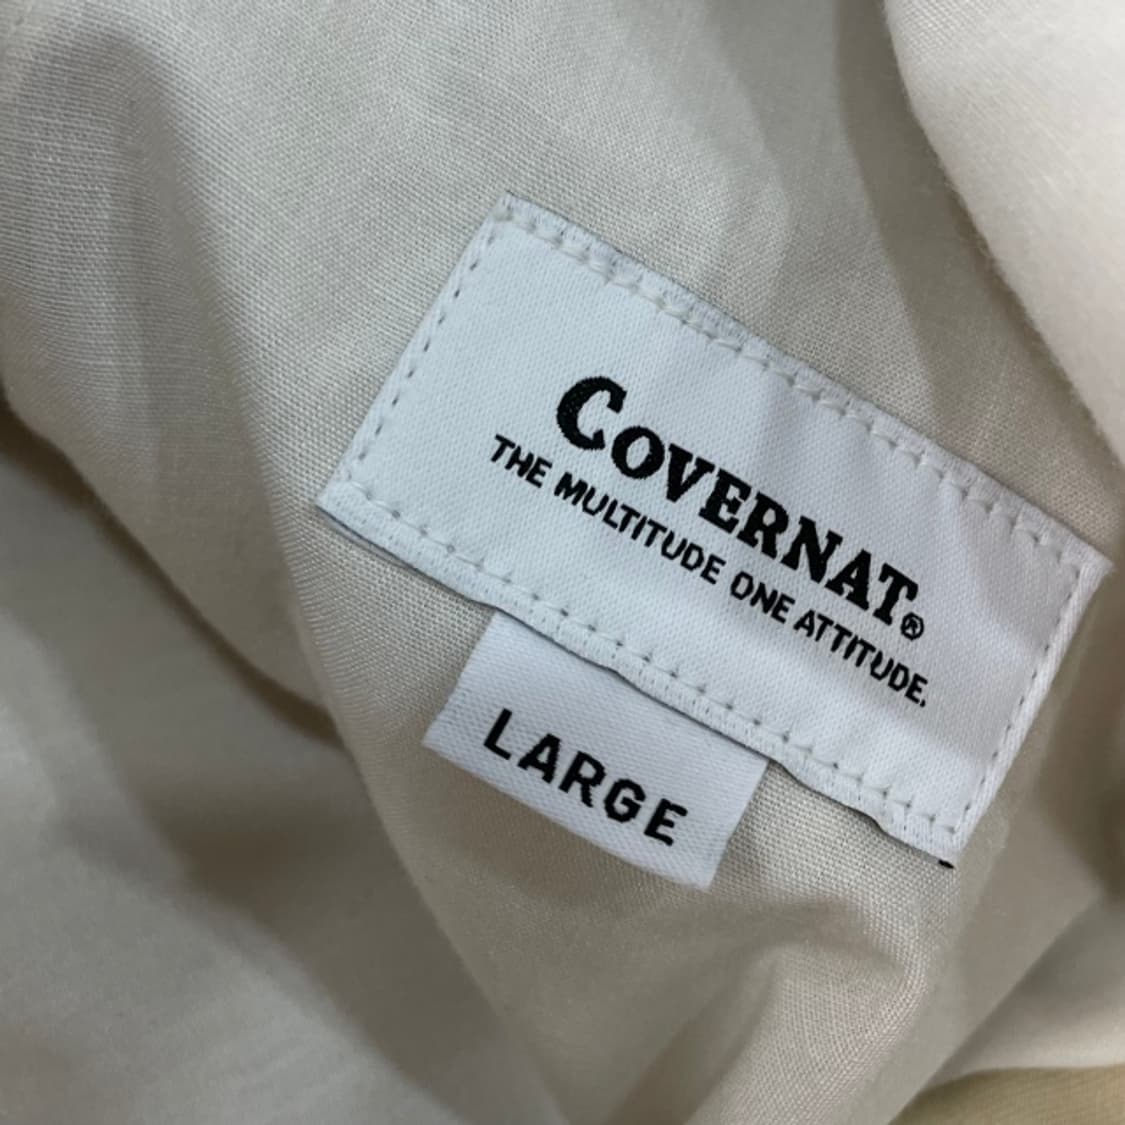 COVERNAT®
THE MULTITUDE ONE ATTITUDE.
LARGE